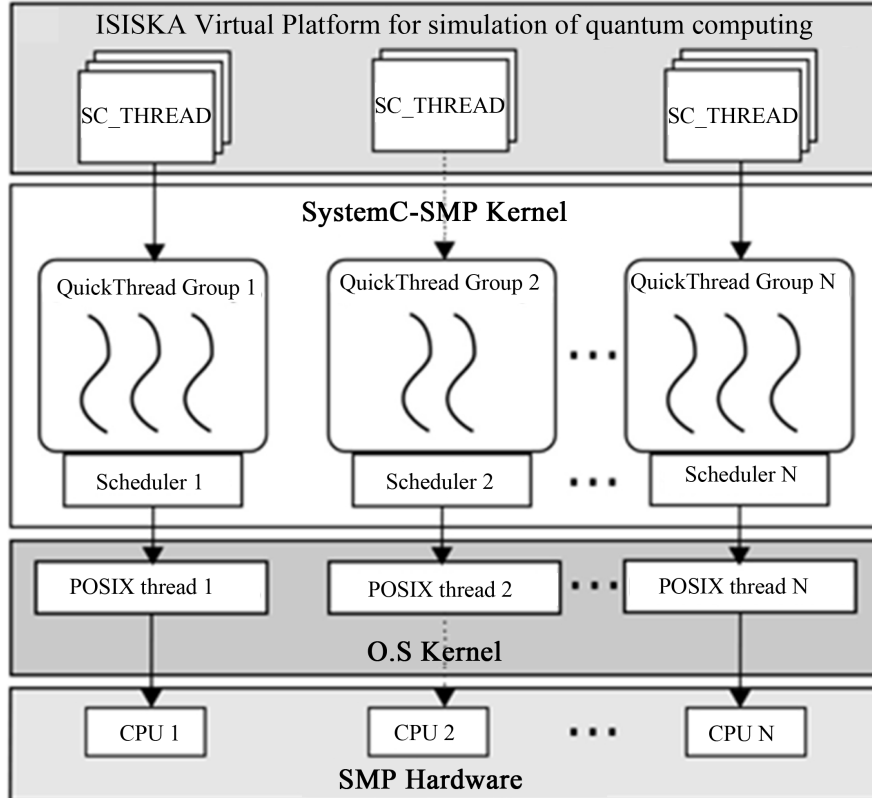 ISISKA Virtual Platform for simulation of quantum computing
SC_THREAD
SC_THREAD
SC_THREAD
SystemC-SMP Kernel
QuickThread Group 1
QuickThread Group 2
QuickThread Group N
Scheduler 1
Scheduler 2
Scheduler N
POSIX thread 1
POSIX thread 2
POSIX thread N
O.S Kernel
CPU 1
CPU 2
CPU N
SMP Hardware